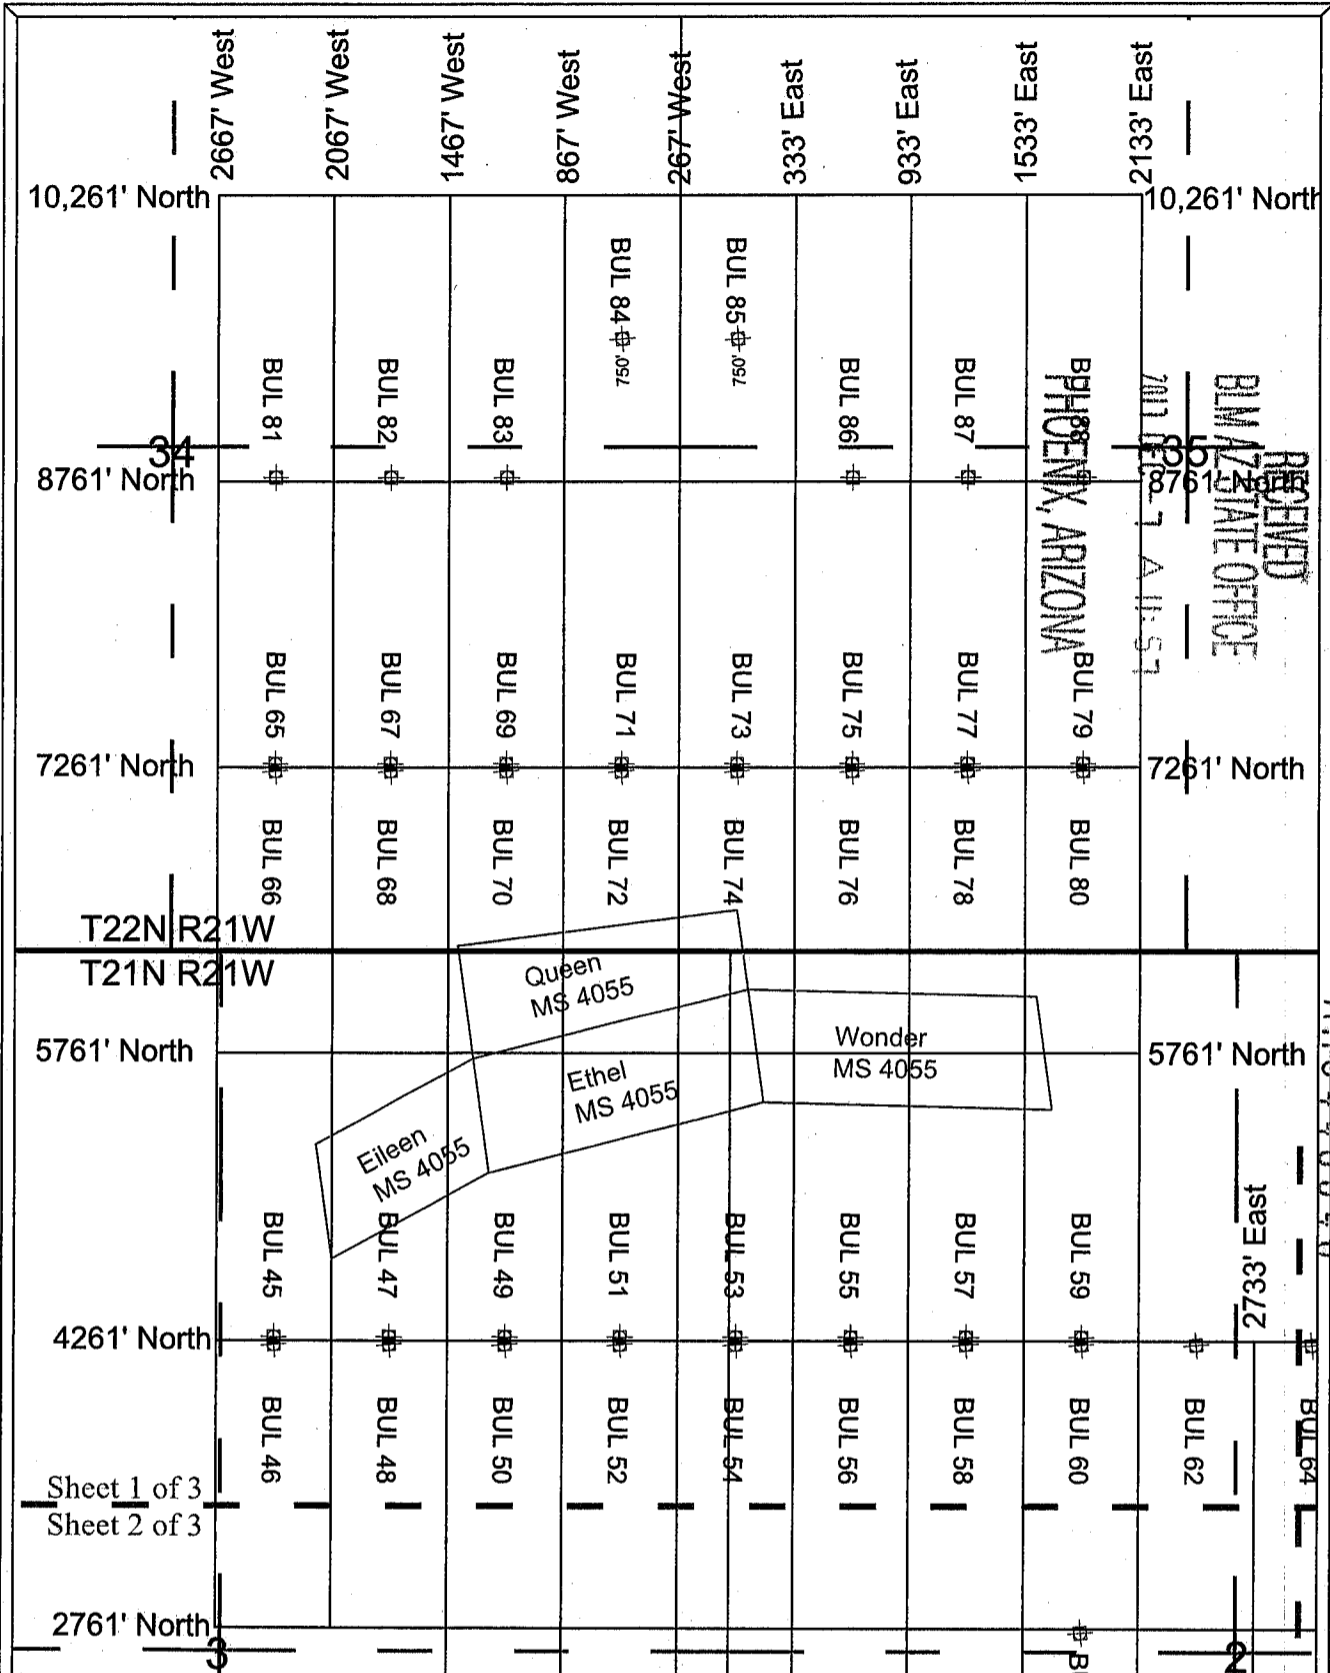 2667' West
2067' West
1467' West
867' West
267' West
333' East
933' East
1533' East
2133' East
10,261' North
10,261' North
BUL 81
BUL 82
BUL 83
BUL 84
750'
BUL 85
750'
BUL 86
BUL 87
BUL 88
RECEIVED
BLM AZ STATE OFFICE
PHOENIX, ARIZONA
34
35
8761' North
8761' North
BUL 65
BUL 67
BUL 69
BUL 71
BUL 73
BUL 75
BUL 77
BUL 79
7261' North
7261' North
BUL 66
BUL 68
BUL 70
BUL 72
BUL 74
BUL 76
BUL 78
BUL 80
T22N R21W
T21N R21W
Queen
MS 4055
Wonder
MS 4055
5761' North
5761' North
Ethel
MS 4055
Eileen
MS 4055
BUL 45
BUL 47
BUL 49
BUL 51
BUL 53
BUL 55
BUL 57
BUL 59
2733' East
4261' North
BUL 46
BUL 48
BUL 50
BUL 52
BUL 54
BUL 56
BUL 58
BUL 60
BUL 62
BUL 64
Sheet 1 of 3
Sheet 2 of 3
2761' North
3
2